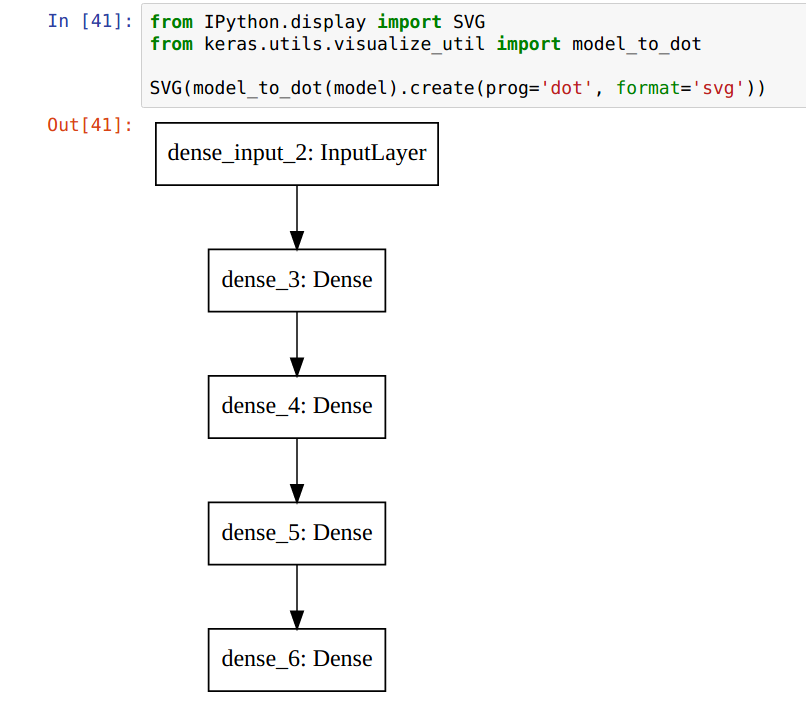 In [41]: from IPython.display import SVG
from keras.utils.visualize_util import model_to_dot
SVG(model_to_dot(model).create(prog='dot', format='svg'))
Out[41]:
dense_input_2: InputLayer
dense_3: Dense
dense_4: Dense
dense_5: Dense
dense_6: Dense